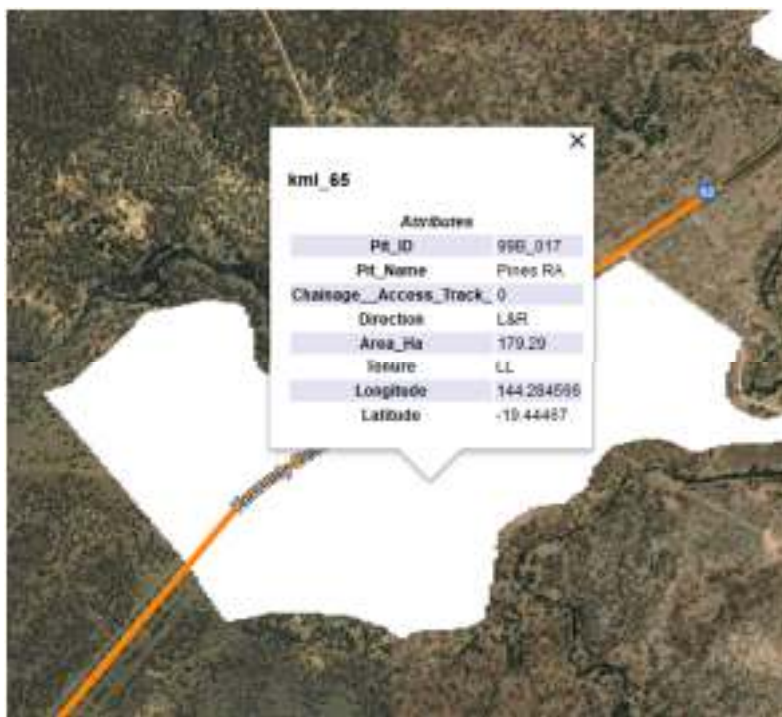 kml_65
Attributes
Pit_ID 99B_017
Pit_Name Pines RA
Chainage__Access_Track_ 0
Direction L&R
Area_Ha 179.29
Tenure LL
Longitude 144.284566
Latitude -19.44467